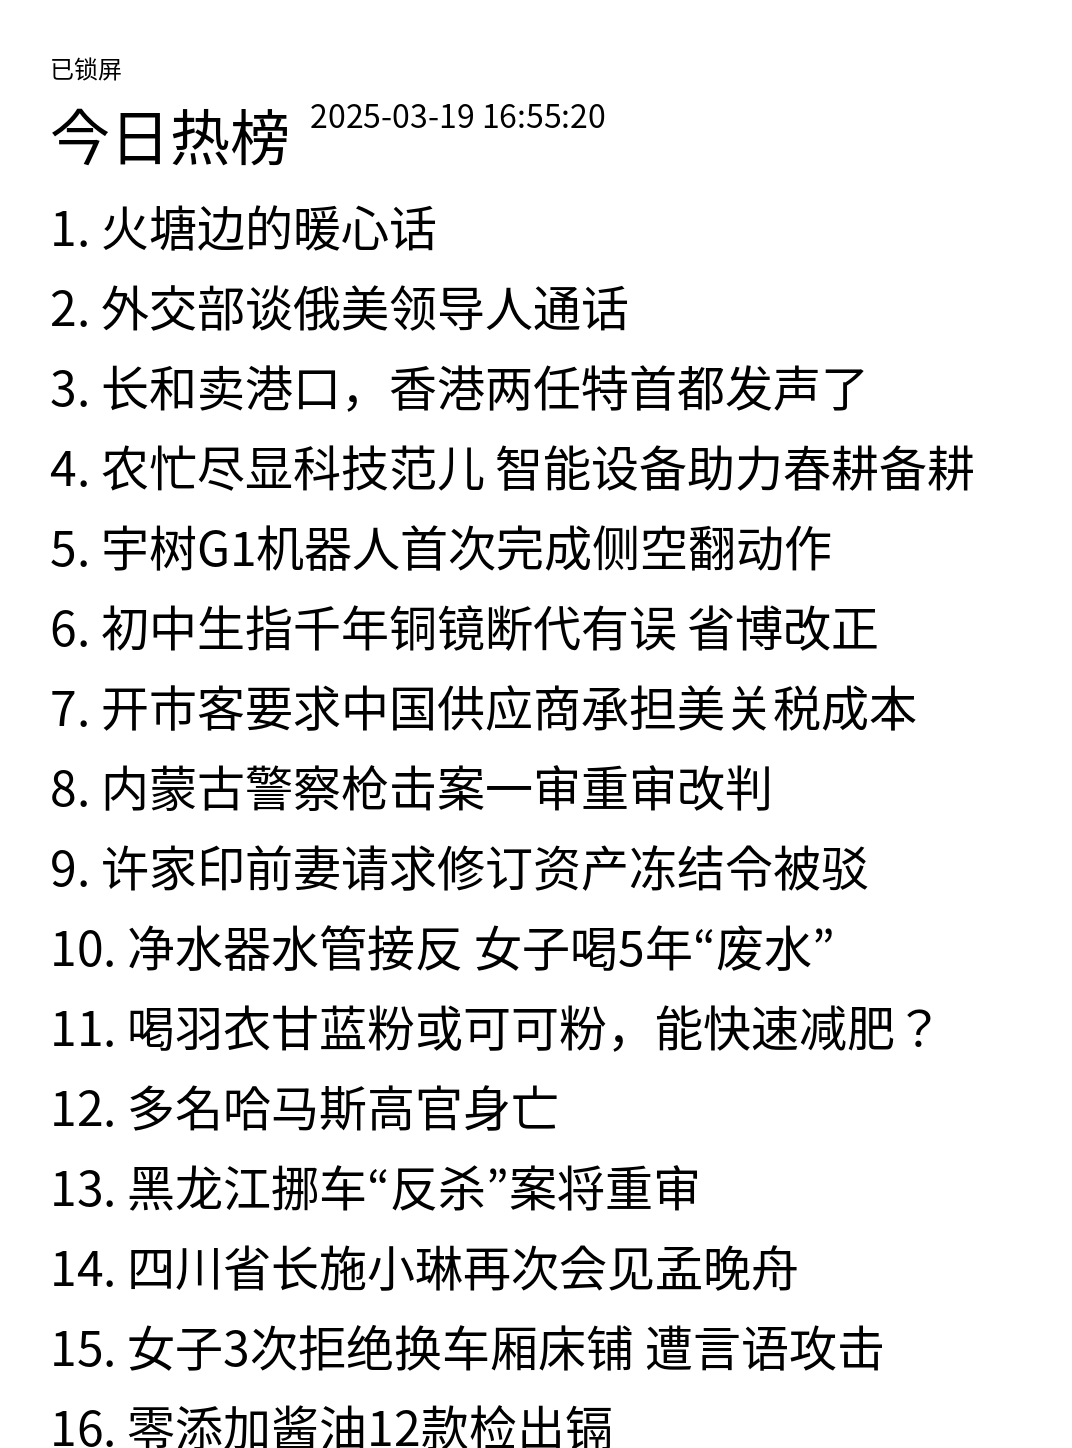 已锁屏
今日热榜 2025-03-19 16:55:20
1. 火塘边的暖心话
2. 外交部谈俄美领导人通话
3. 长和卖港口，香港两任特首都发声了
4. 农忙尽显科技范儿 智能设备助力春耕备耕
5. 宇树G1机器人首次完成侧空翻动作
6. 初中生指千年铜镜断代有误 省博改正
7. 开市客要求中国供应商承担美关税成本
8. 内蒙古警察枪击案一审重审改判
9. 许家印前妻请求修订资产冻结令被驳
10. 净水器水管接反 女子喝5年“废水”
11. 喝羽衣甘蓝粉或可可粉，能快速减肥？
12. 多名哈马斯高官身亡
13. 黑龙江挪车“反杀”案将重审
14. 四川省长施小琳再次会见孟晚舟
15. 女子3次拒绝换车厢床铺 遭言语攻击
16. 零添加酱油12款检出镉